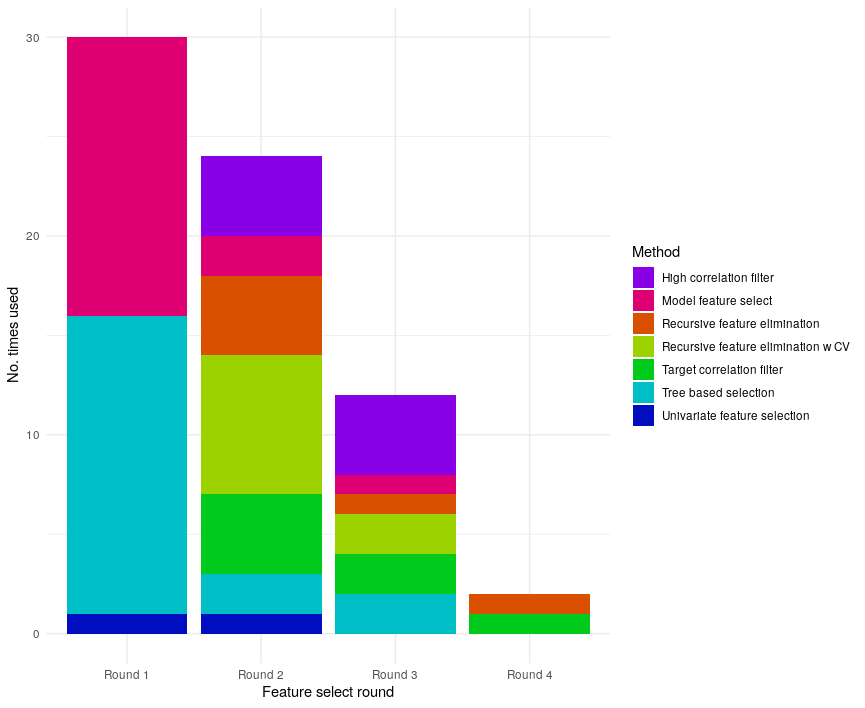 30
20
10
0
No. times used
Round 1
Round 2
Round 3
Round 4
Feature select round
Method
High correlation filter
Model feature select
Recursive feature elimination
Recursive feature elimination w CV
Target correlation filter
Tree based selection
Univariate feature selection